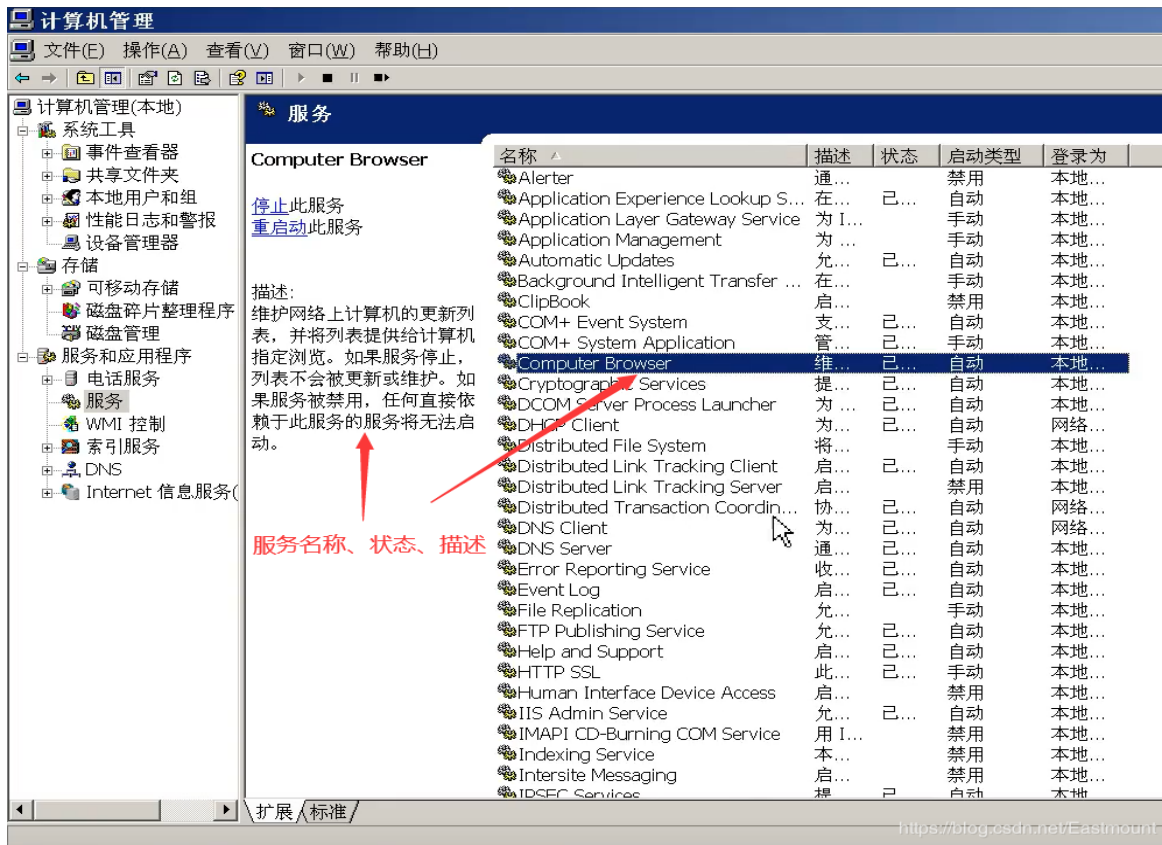 计算机管理
文件(F) 操作(A) 查看(V) 窗口(W) 帮助(H)
计算机管理(本地)
系统工具
事件查看器
共享文件夹
本地用户和组
性能日志和警报
设备管理器
存储
可移动存储
磁盘碎片整理程序
磁盘管理
服务和应用程序
电话服务
服务
WMI 控制
索引服务
DNS
Internet 信息服务(
服务
Computer Browser
停止此服务
重启动此服务
描述:
维护网络上计算机的更新列
表，并将列表提供给计算机
指定浏览。如果服务停止，
列表不会被更新或维护。如
果服务被禁用，任何直接依
赖于此服务的服务将无法启
动。
服务名称、状态、描述
名称 描述 状态 启动类型 登录为
Alerter 通... 禁用 本地...
Application Experience Lookup S... 在... 已... 自动 本地...
Application Layer Gateway Service 为 I... 手动 本地...
Application Management 为 ... 手动 本地...
Automatic Updates 允... 已... 自动 本地...
Background Intelligent Transfer ... 在... 手动 本地...
ClipBook 启... 禁用 本地...
COM+ Event System 支... 已... 自动 本地...
COM+ System Application 管... 已... 手动 本地...
Computer Browser 维... 已... 自动 本地...
Cryptographic Services 提... 已... 自动 本地...
DCOM Server Process Launcher 为 ... 已... 自动 本地...
DHCP Client 为... 已... 自动 网络...
Distributed File System 将... 手动 本地...
Distributed Link Tracking Client 启... 已... 自动 本地...
Distributed Link Tracking Server 启... 禁用 本地...
Distributed Transaction Coordin... 协... 已... 自动 网络...
DNS Client 为... 已... 自动 网络...
DNS Server 通... 已... 自动 本地...
Error Reporting Service 收... 已... 自动 本地...
Event Log 启... 已... 自动 本地...
File Replication 允... 手动 本地...
FTP Publishing Service 允... 已... 自动 本地...
Help and Support 启... 已... 自动 本地...
HTTP SSL 此... 已... 手动 本地...
Human Interface Device Access 启... 禁用 本地...
IIS Admin Service 允... 已... 自动 本地...
IMAPI CD-Burning COM Service 用 I... 禁用 本地...
Indexing Service 本... 禁用 本地...
Intersite Messaging 启... 禁用 本地...
IPSEC Services 提... 已... 自动 本地...
扩展 标准
https://blog.csdn.net/Eastmount